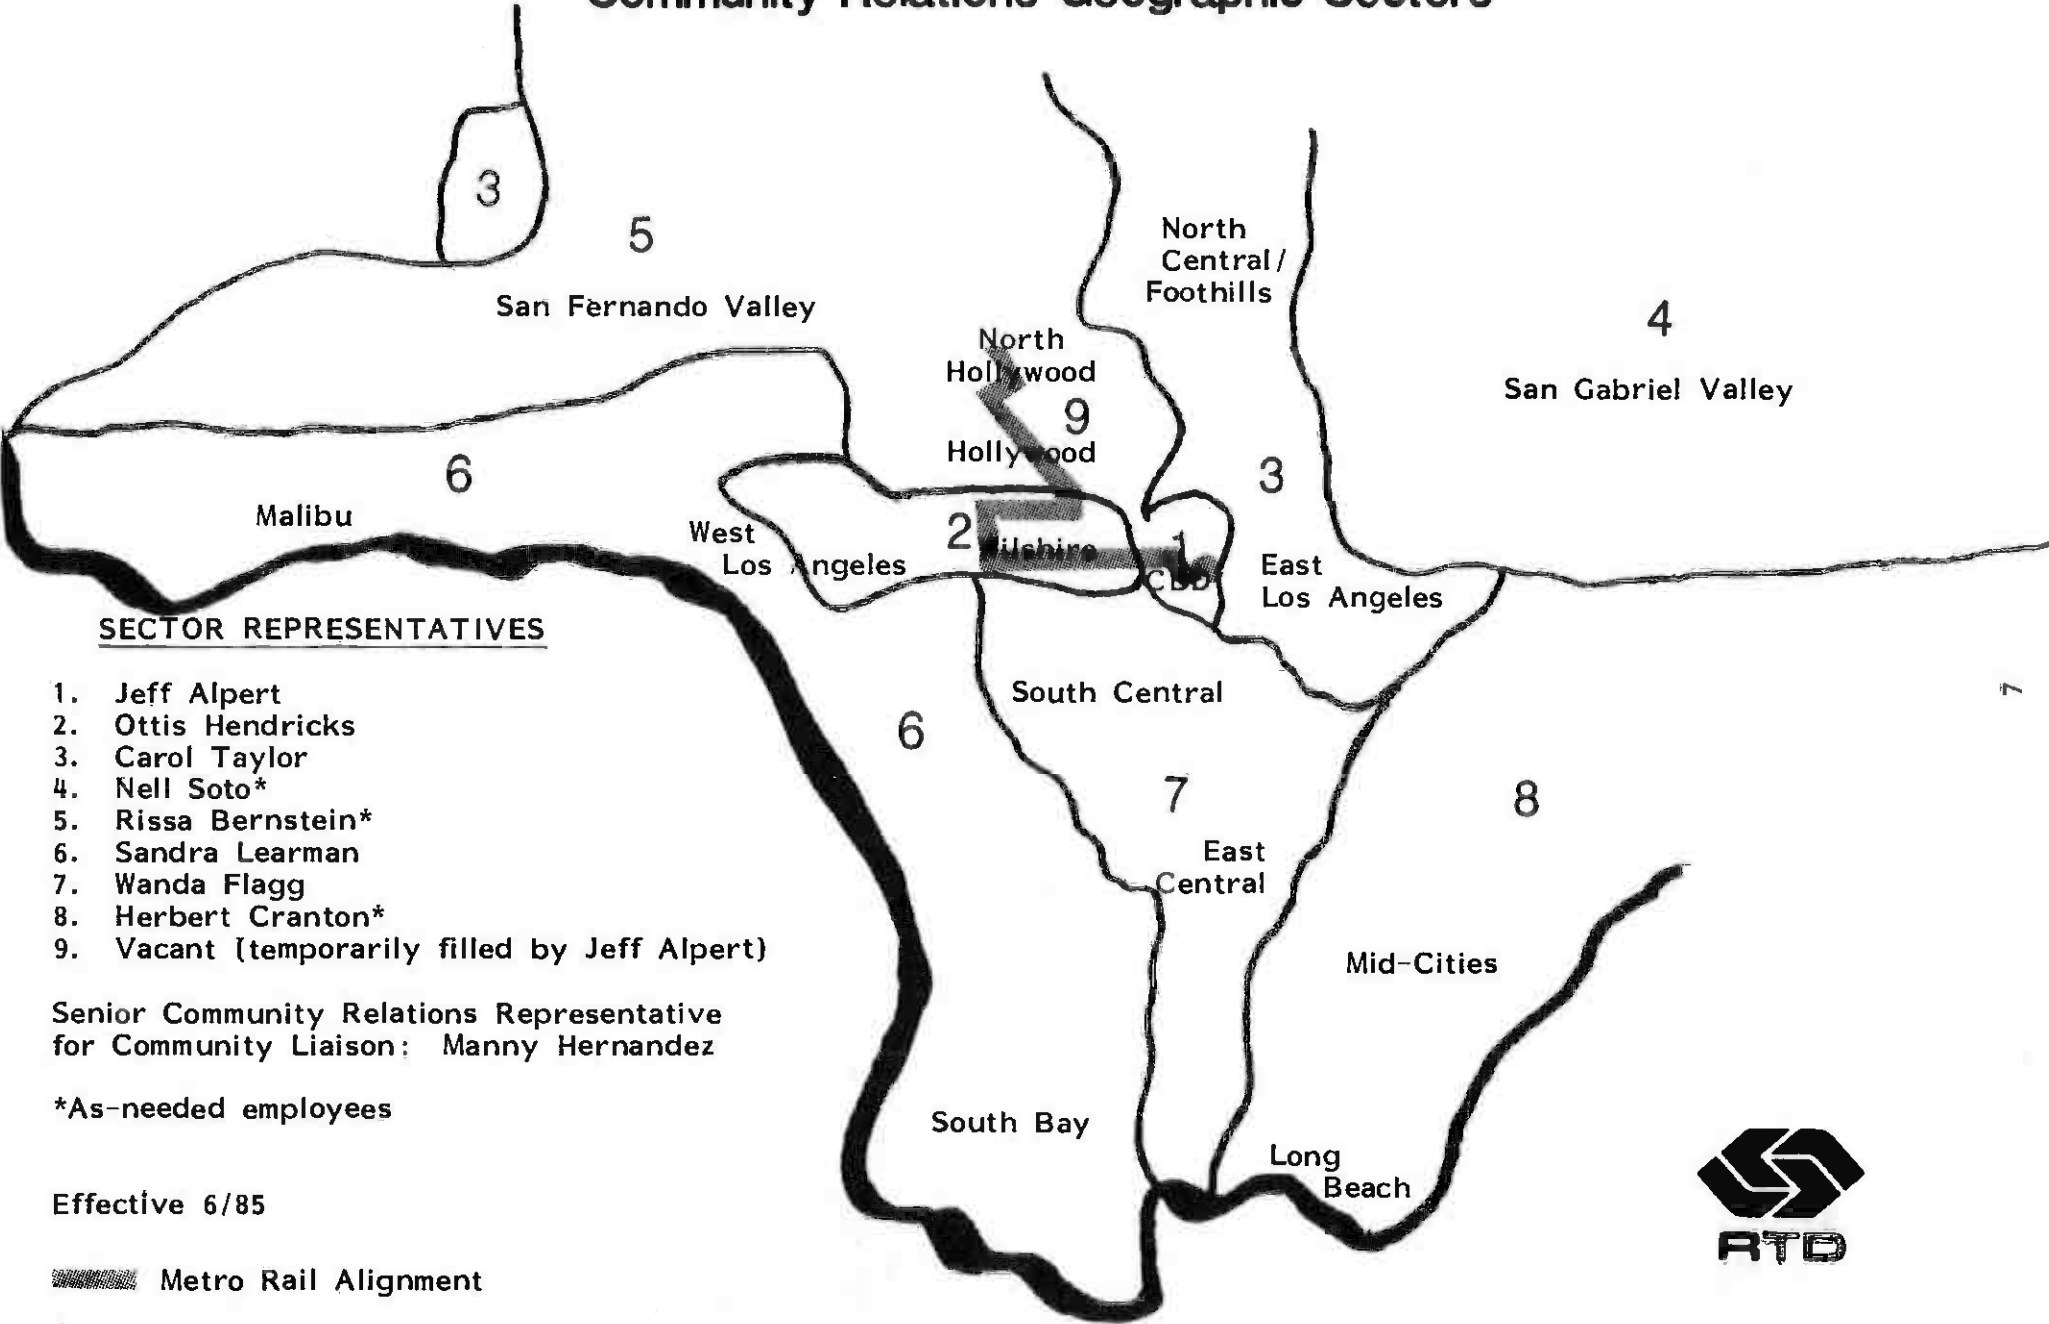 Community Relations Geographic Sectors
3
5
San Fernando Valley
North
Central/
Foothills
4
San Gabriel Valley
North
Hollywood
9
Hollywood
3
6
Malibu
West
Los Angeles
2
Wilshire
1
CBD
East
Los Angeles
SECTOR REPRESENTATIVES
1. Jeff Alpert
2. Ottis Hendricks
3. Carol Taylor
4. Nell Soto*
5. Rissa Bernstein*
6. Sandra Learman
7. Wanda Flagg
8. Herbert Cranton*
9. Vacant (temporarily filled by Jeff Alpert)
Senior Community Relations Representative
for Community Liaison: Manny Hernandez
*As-needed employees
Effective 6/85
Metro Rail Alignment
South Central
6
7
East
Central
8
Mid-Cities
South Bay
Long
Beach
7
RTD